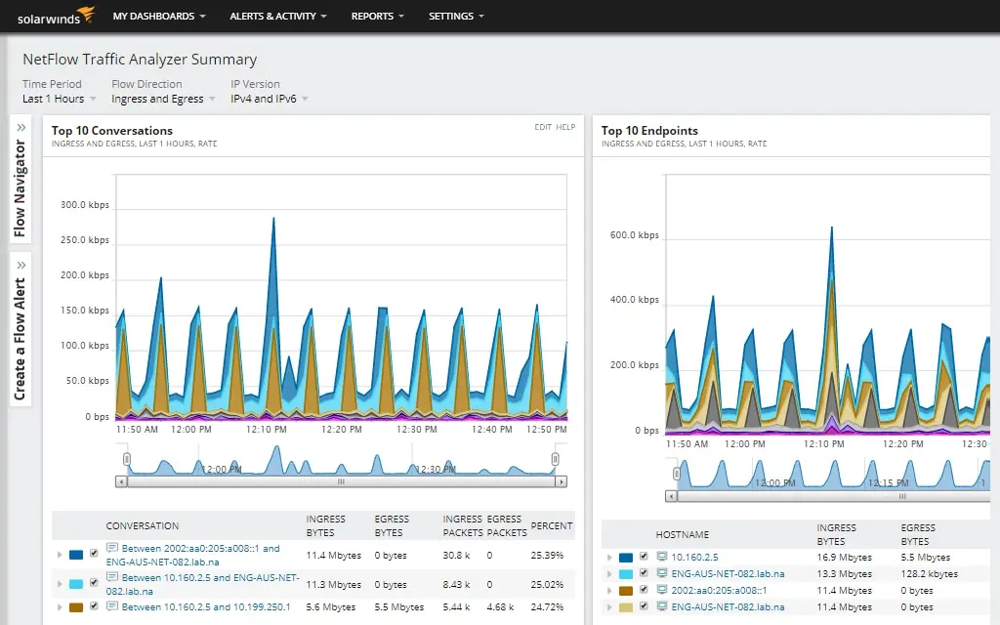 solarwinds MY DASHBOARDS ALERTS & ACTIVITY REPORTS SETTINGS
NetFlow Traffic Analyzer Summary
Time Period Flow Direction IP Version
Last 1 Hours Ingress and Egress IPv4 and IPv6
Flow Navigator
Create a Flow Alert
Top 10 Conversations EDIT HELP
INGRESS AND EGRESS, LAST 1 HOURS, RATE
300.0 kbps
250.0 kbps
200.0 kbps
150.0 kbps
100.0 kbps
50.0 kbps
0 bps
11:50 AM 12:00 PM 12:10 PM 12:20 PM 12:30 PM 12:40 PM 12:50 PM
12:00 PM 12:30 PM
CONVERSATION INGRESS BYTES EGRESS BYTES INGRESS PACKETS EGRESS PACKETS PERCENT
Between 2002:aa0:205:a008::1 and
ENG-AUS-NET-082.lab.na 11.4 Mbytes 0 bytes 30.8 k 0 25.39%
Between 10.160.2.5 and ENG-AUS-NET-
082.lab.na 11.3 Mbytes 0 bytes 8.43 k 0 25.02%
Between 10.160.2.5 and 10.199.250.1 5.6 Mbytes 5.5 Mbytes 5.44 k 4.68 k 24.72%
Top 10 Endpoints
INGRESS AND EGRESS, LAST 1 HOURS, RATE
600.0 kbps
400.0 kbps
200.0 kbps
0 bps
11:50 AM 12:00 PM 12:10 PM 12:20 PM 12:30
12:00 PM 12:15 PM 1
HOSTNAME INGRESS BYTES EGRESS BYTES
10.160.2.5 16.9 Mbytes 5.5 Mbytes
ENG-AUS-NET-082.lab.na 13.3 Mbytes 128.2 kbytes
2002:aa0:205:a008::1 11.4 Mbytes 0 bytes
ENG-AUS-NET-082.lab.na 11.4 Mbytes 0 bytes